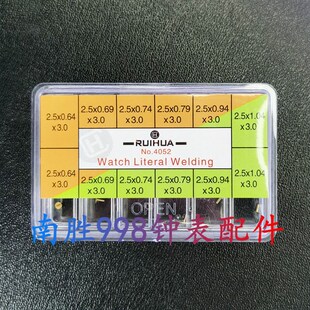 2.5x0.64 x3.0
2.5x0.69 x3.0
2.5x0.74 x3.0
2.5x0.79 x3.0
2.5x0.94 x3.0
2.5x1.04 x3.0
RUIHUA
No.4052
Watch Literal Welding
2.5x0.64 x3.0
2.5x0.69 x3.0
2.5x0.74 x3.0
2.5x0.79 x3.0
2.5x0.94 x3.0
2.5x1.04 x3.0
OPEN
南胜998钟表配件